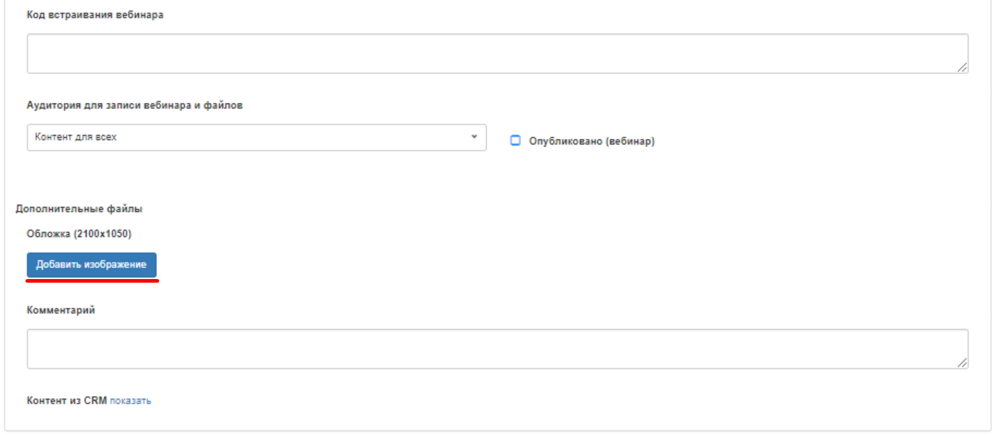 Код встраивания вебинара
Аудитория для записи вебинара и файлов
Контент для всех
Опубликовано (вебинар)
Дополнительные файлы
Обложка (2100x1050)
Добавить изображение
Комментарий
Контент из CRM показать